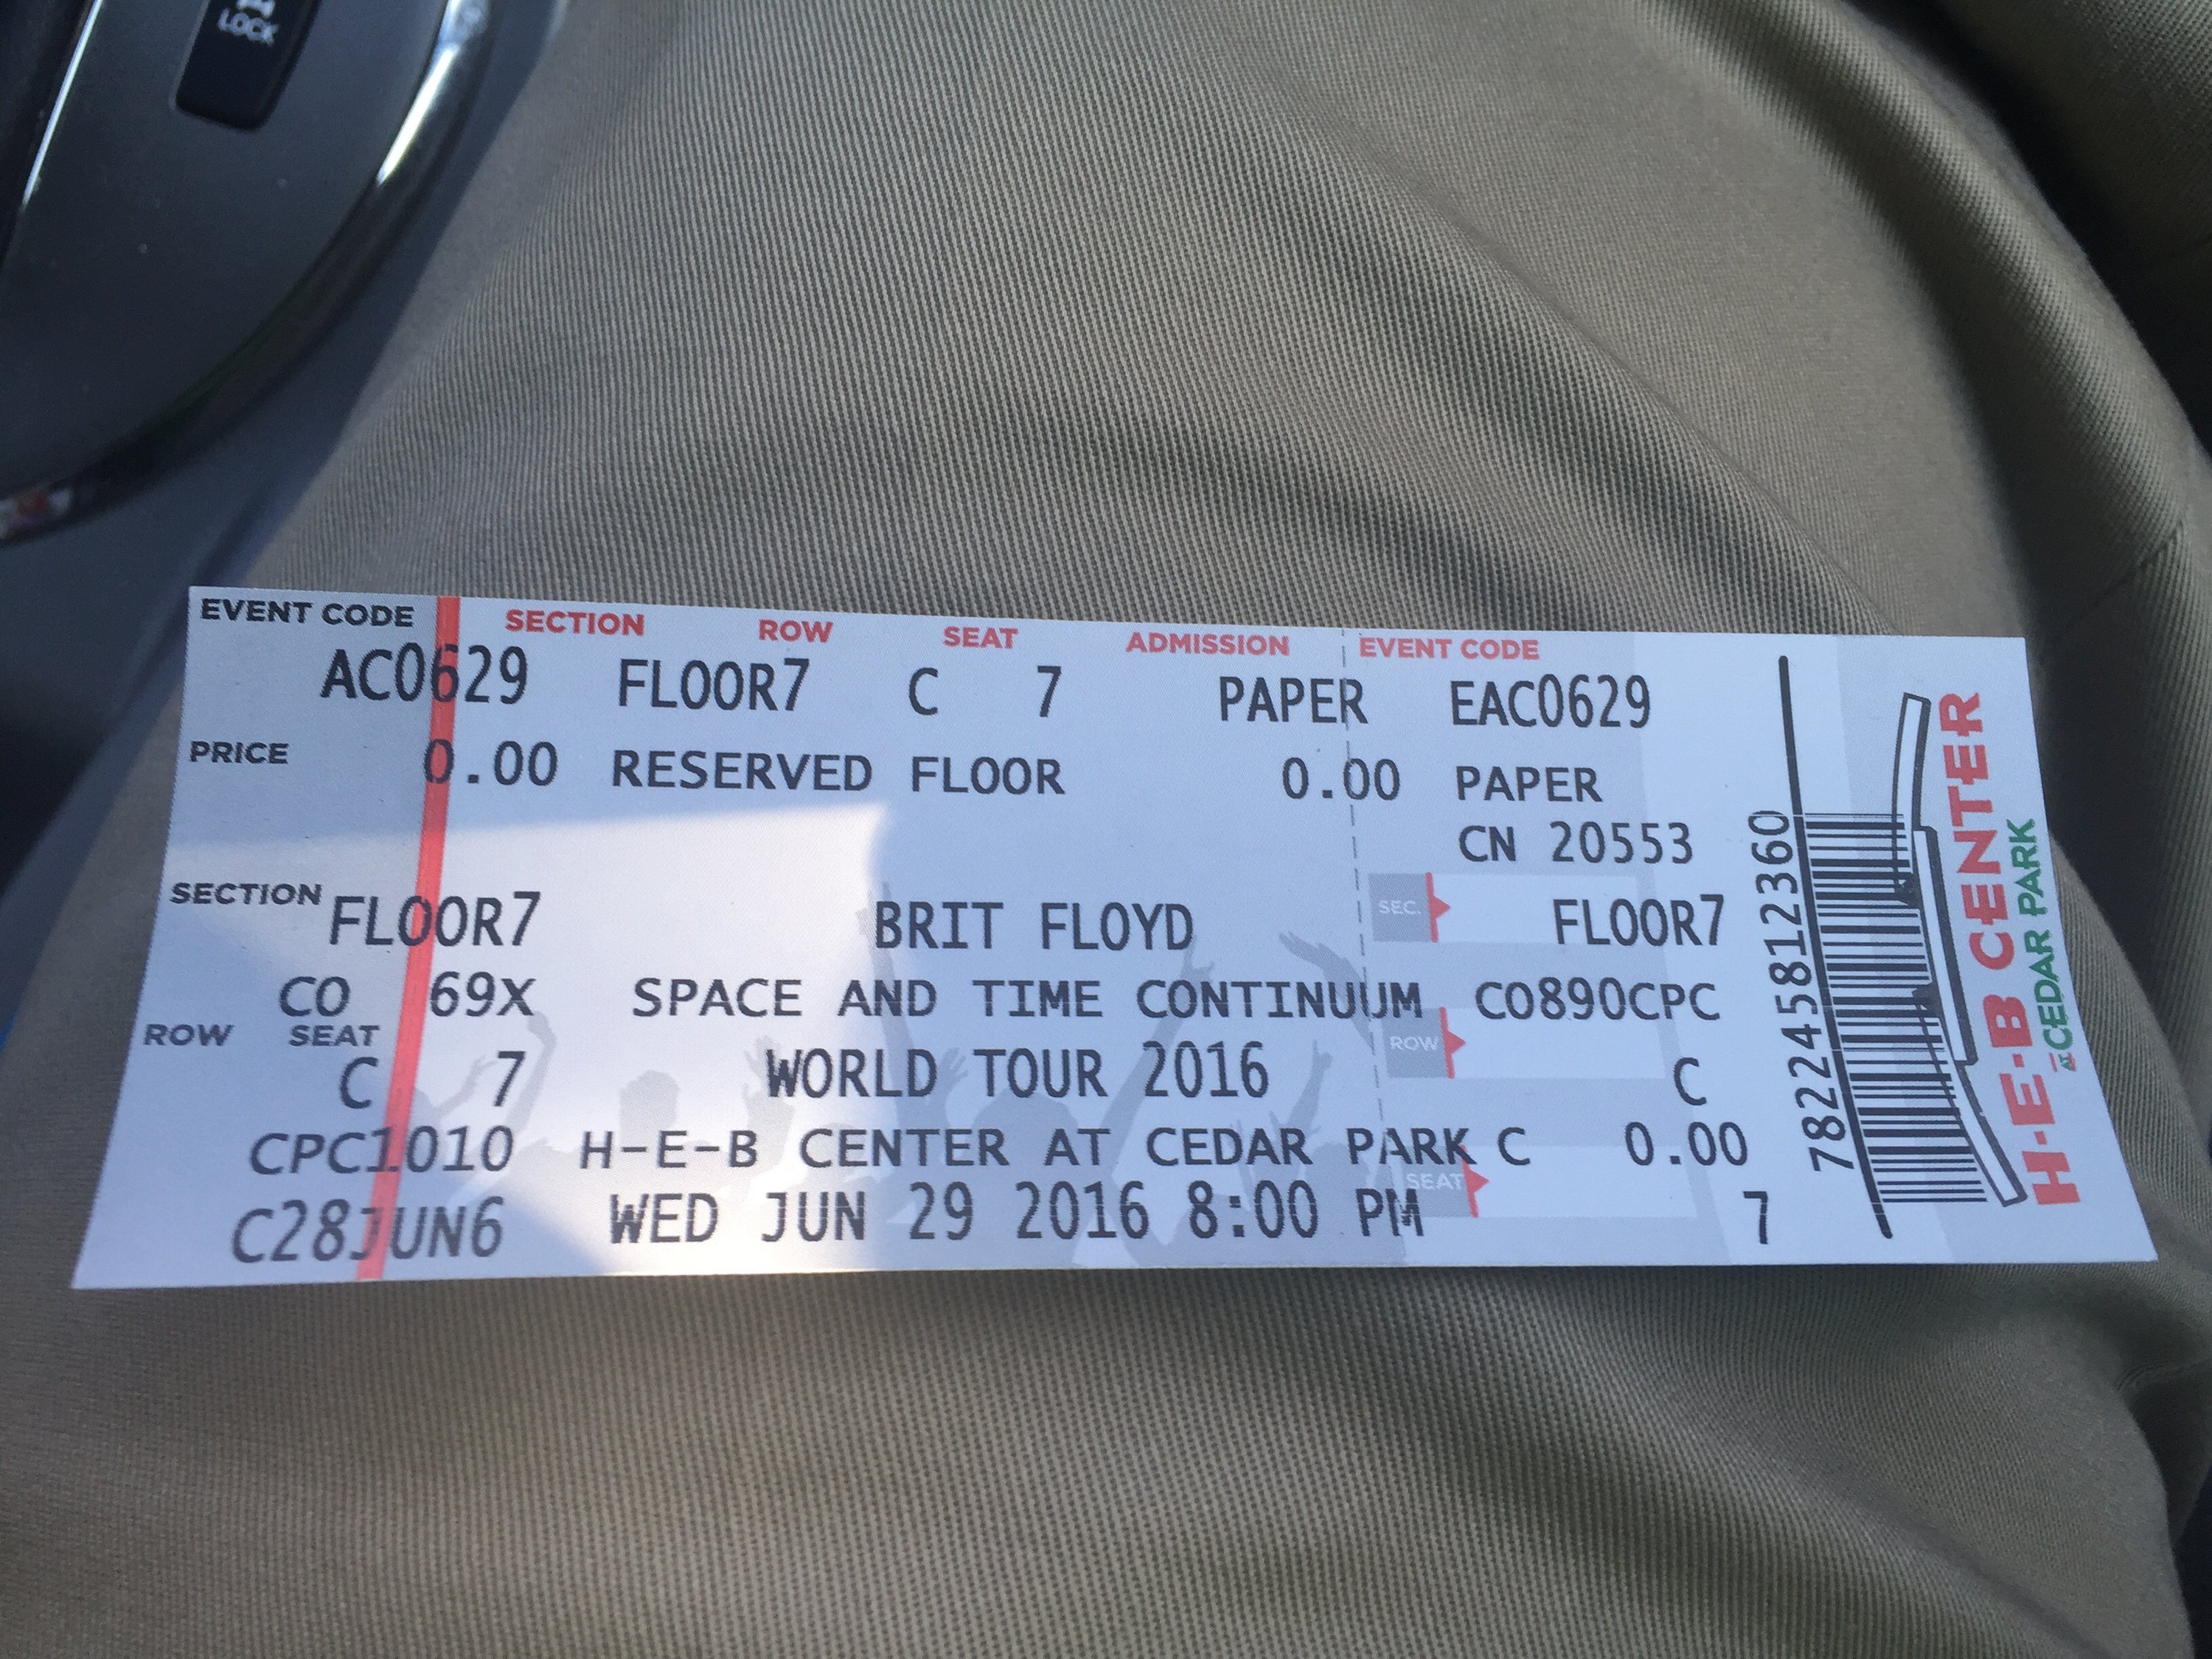 LOCK
EVENT CODE SECTION ROW SEAT ADMISSION EVENT CODE
AC0629 FLOOR7 C 7 PAPER EAC0629
PRICE 0.00 RESERVED FLOOR 0.00 PAPER
CN 20553
SECTION FLOOR7 BRIT FLOYD SEC. FLOOR7
CO 69X SPACE AND TIME CONTINUUM CO890CPC
ROW SEAT ROW
C 7 WORLD TOUR 2016 C
CPC1010 H-E-B CENTER AT CEDAR PARK C 0.00
SEAT
C28JUN6 WED JUN 29 2016 8:00 PM 7
782245812360
H-E-B CENTER
AT CEDAR PARK